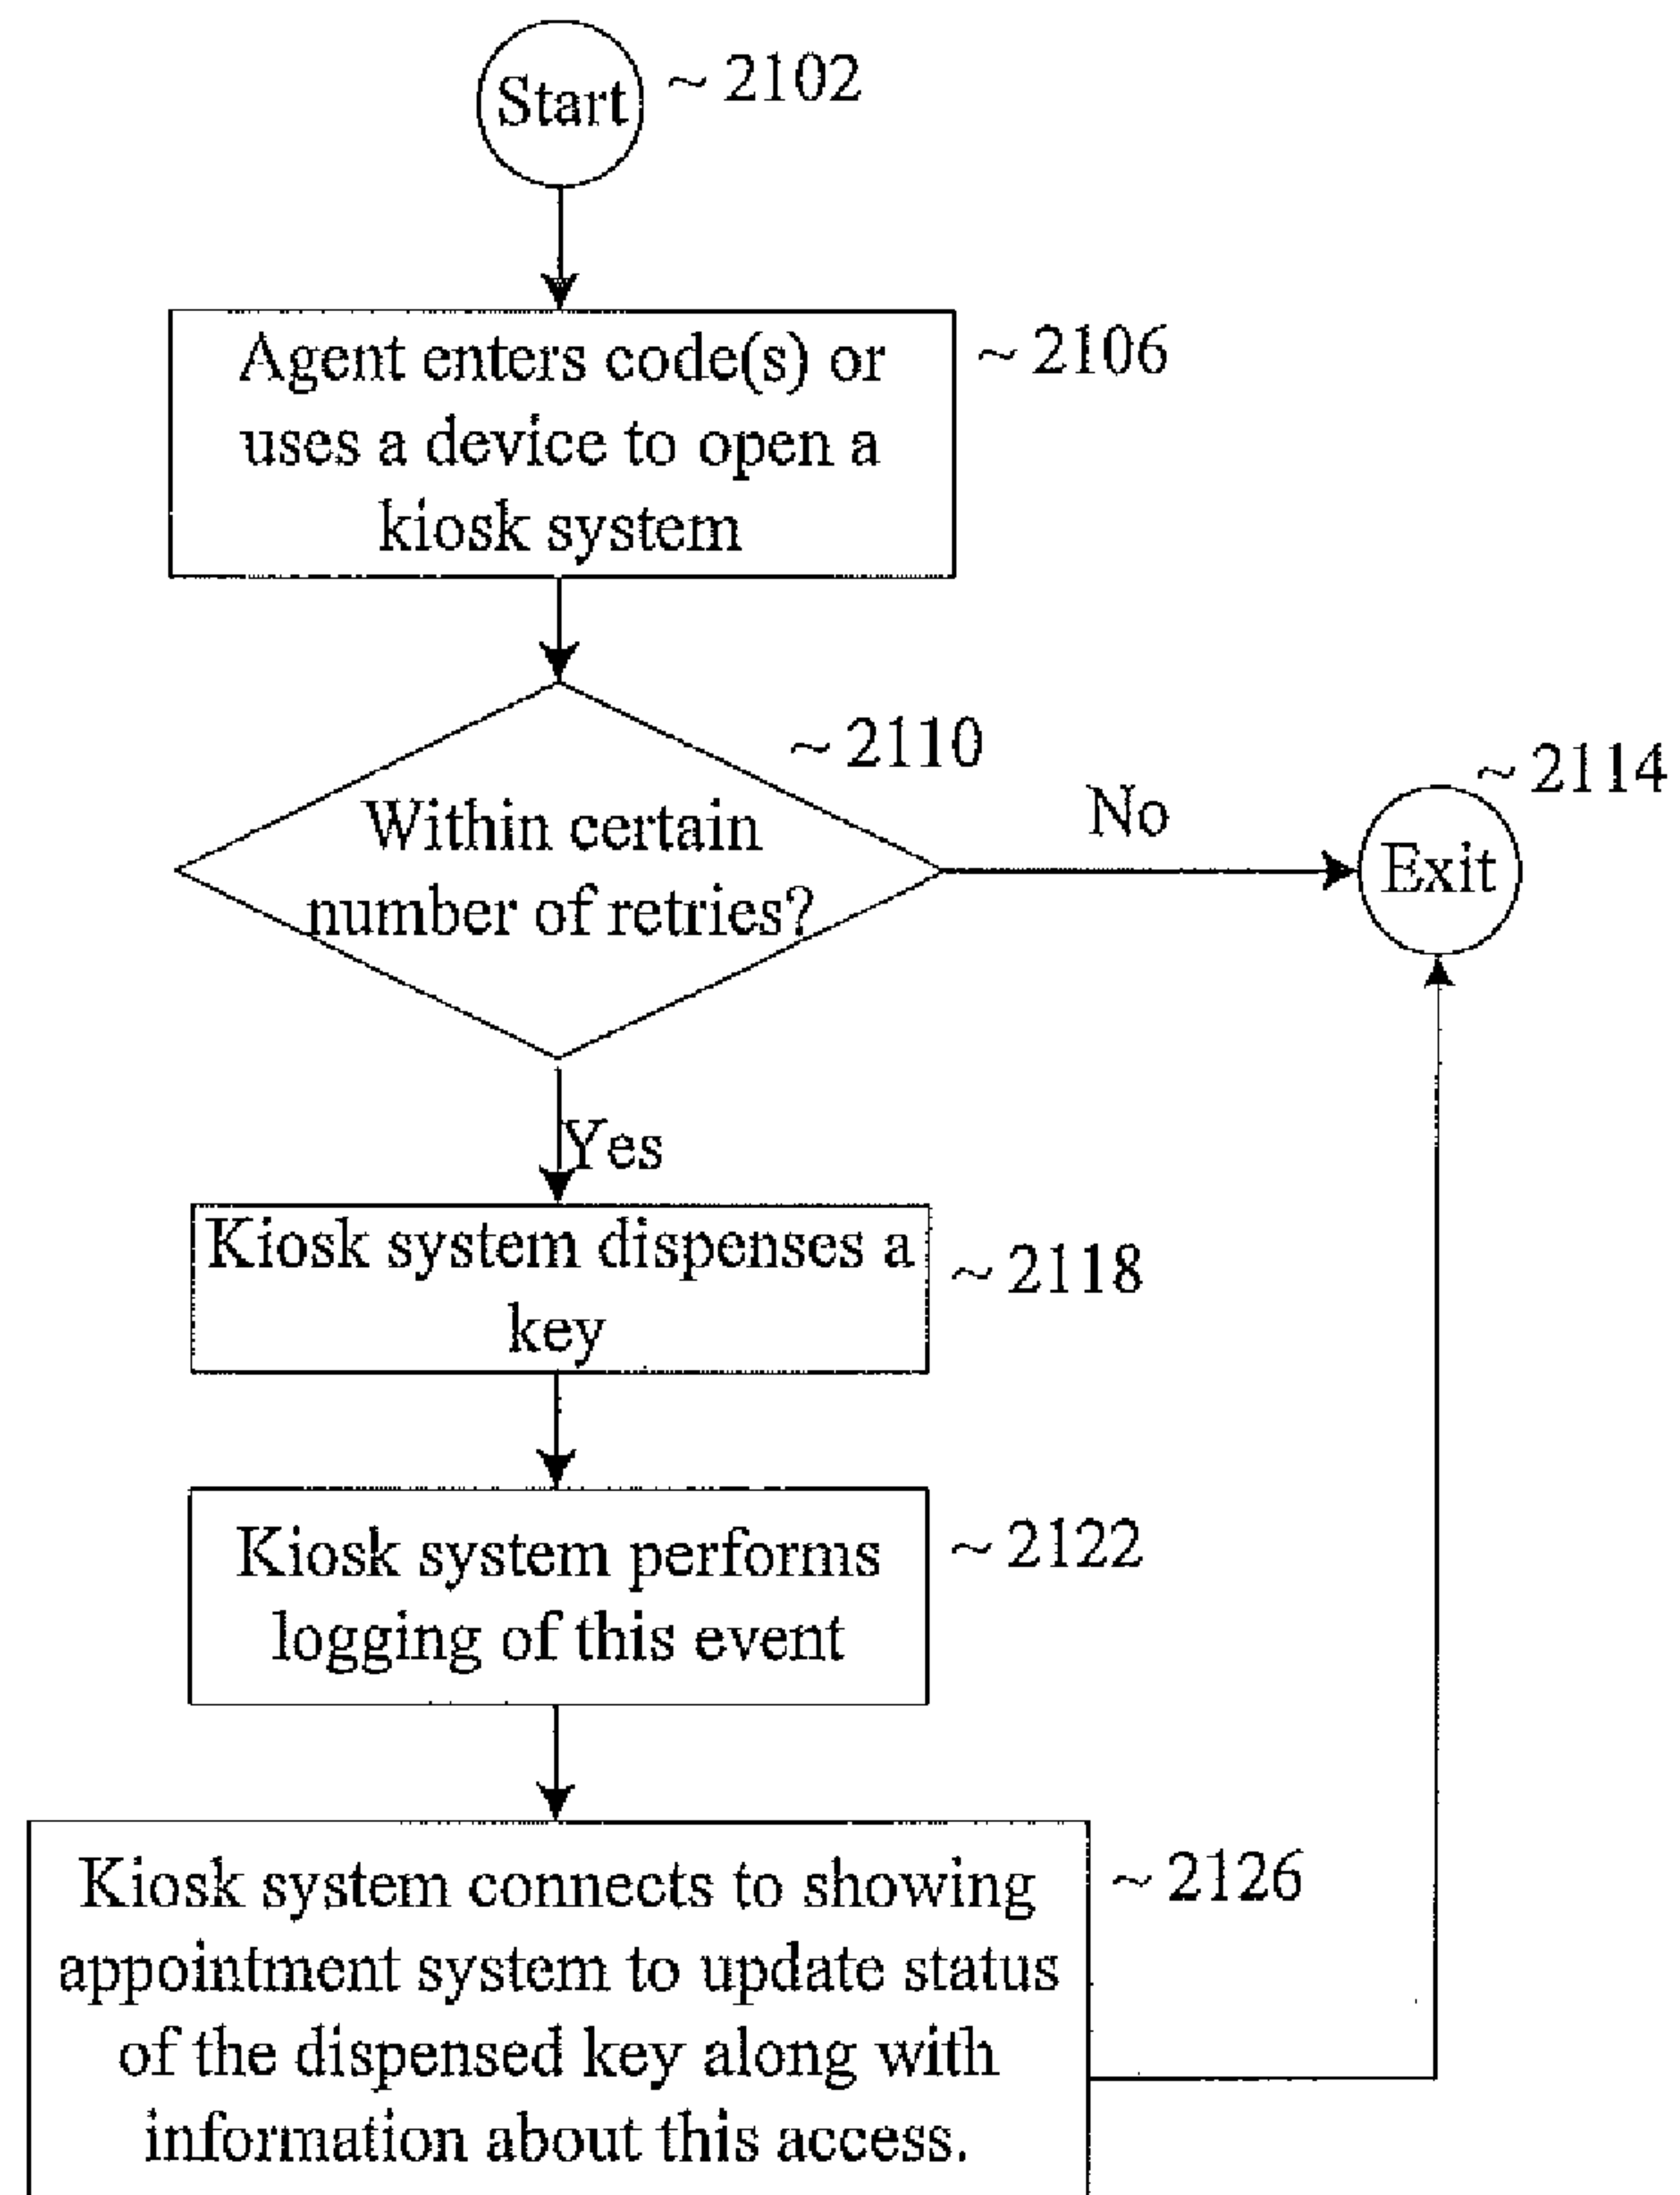 Start
~ 2102
Agent enters code(s) or
uses a device to open a
kiosk system
~ 2106
Within certain
number of retries?
~ 2110
No
Exit
~ 2114
Yes
Kiosk system dispenses a
key
~ 2118
Kiosk system performs
logging of this event
~ 2122
Kiosk system connects to showing
appointment system to update status
of the dispensed key along with
information about this access.
~ 2126